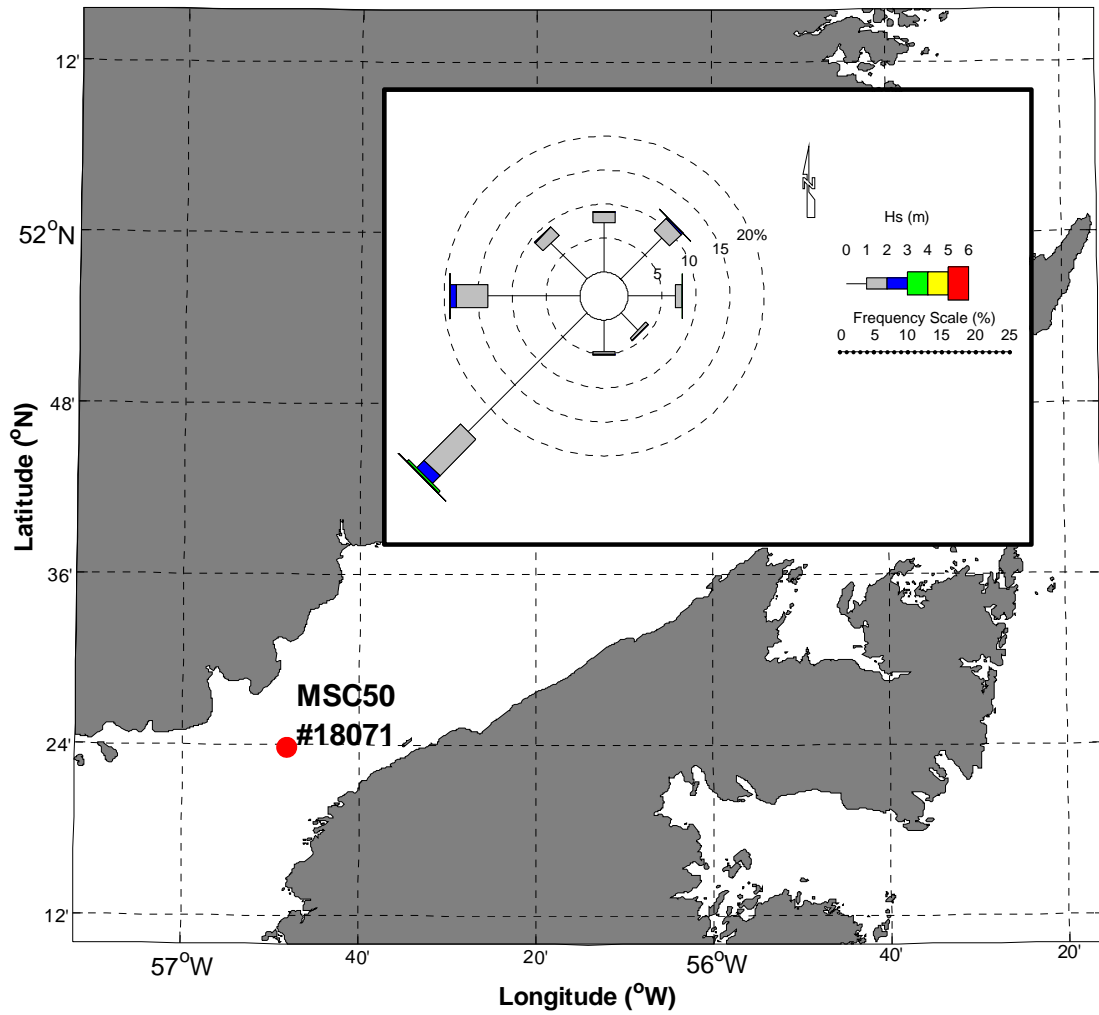 12'
52°N
48'
36'
24'
12'
Latitude (°N)
57°W
40'
20'
56°W
40'
20'
Longitude (°W)
MSC50
#18071
5
10
15
20%
N
Hs (m)
0 1 2 3 4 5 6
Frequency Scale (%)
0 5 10 15 20 25